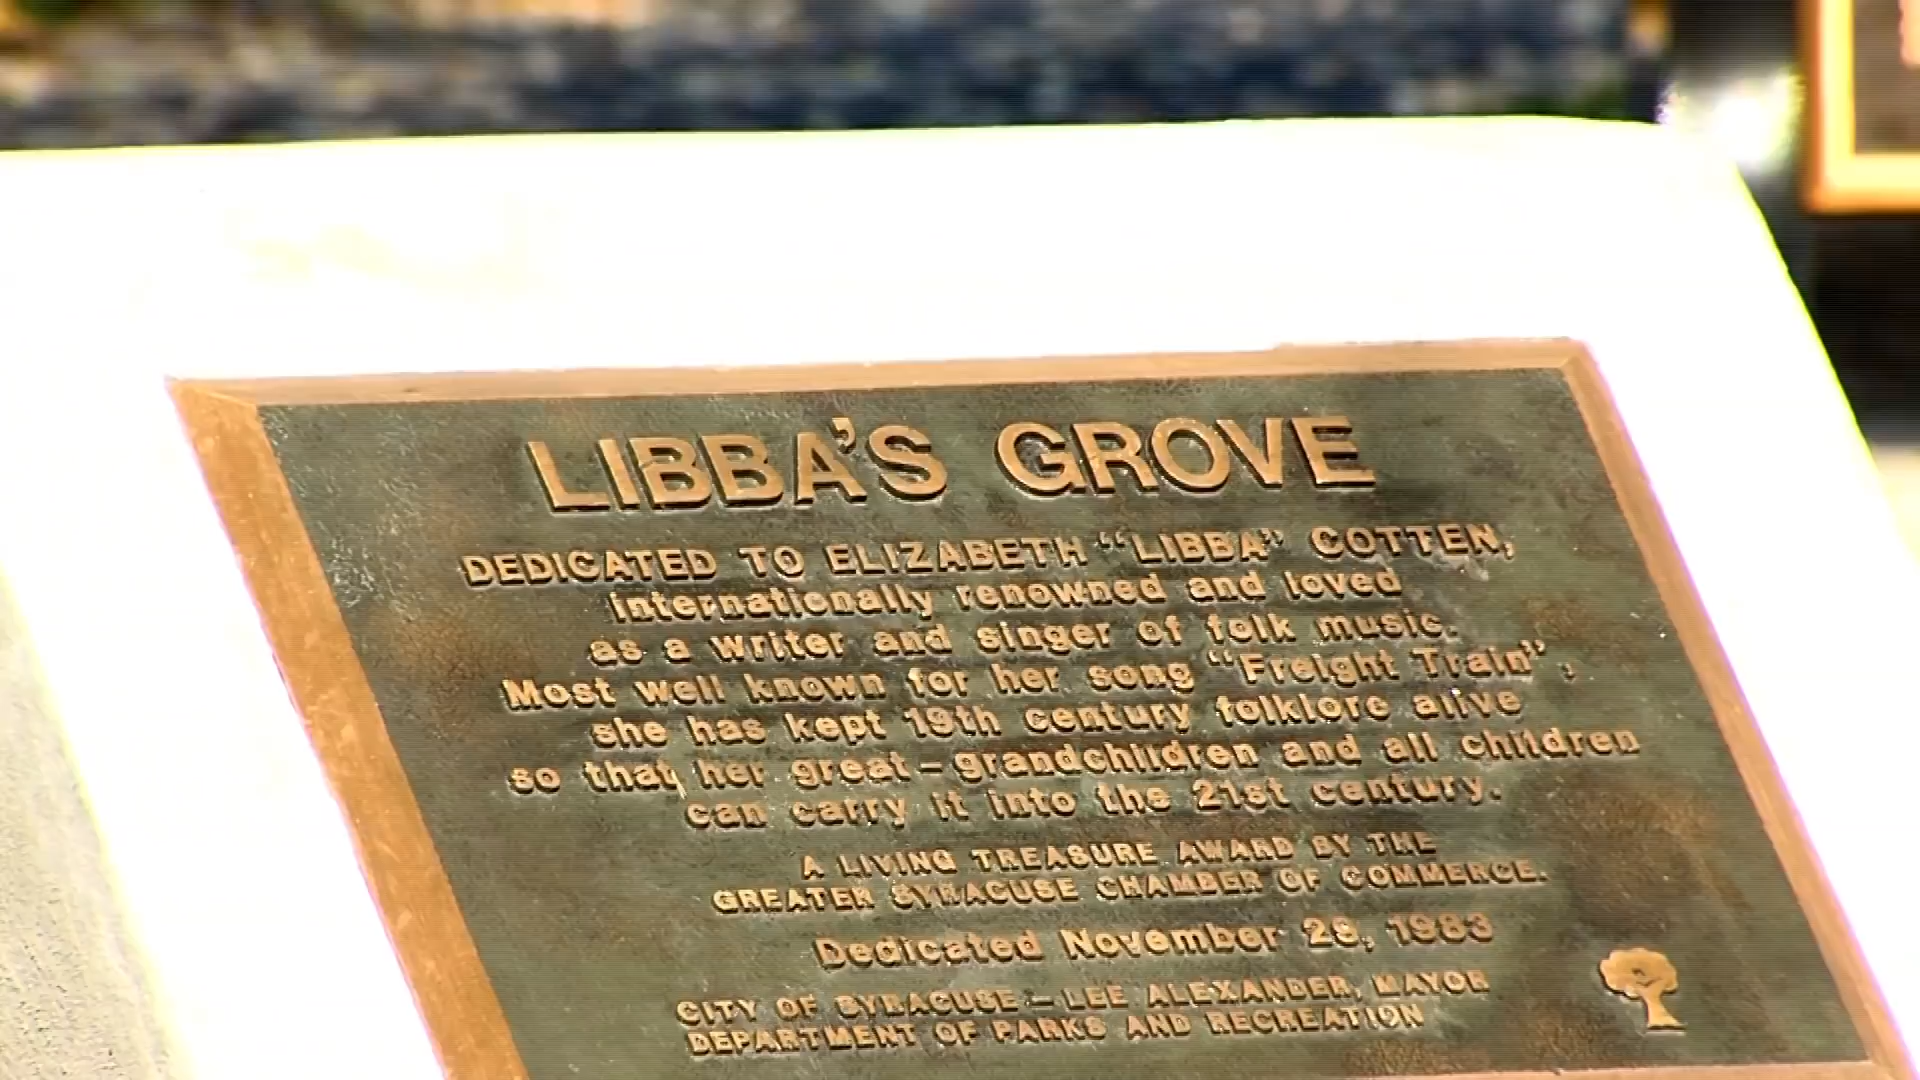 LIBBA'S GROVE
DEDICATED TO ELIZABETH "LIBBA" COTTEN,
internationally renowned and loved
as a writer and singer of folk music.
Most well known for her song "Freight Train",
she has kept 19th century folklore alive
so that her great-grandchildren and all children
can carry it into the 21st century.
A LIVING TREASURE AWARD BY THE
GREATER SYRACUSE CHAMBER OF COMMERCE.
Dedicated November 28, 1983
CITY OF SYRACUSE - LEE ALEXANDER, MAYOR
DEPARTMENT OF PARKS AND RECREATION